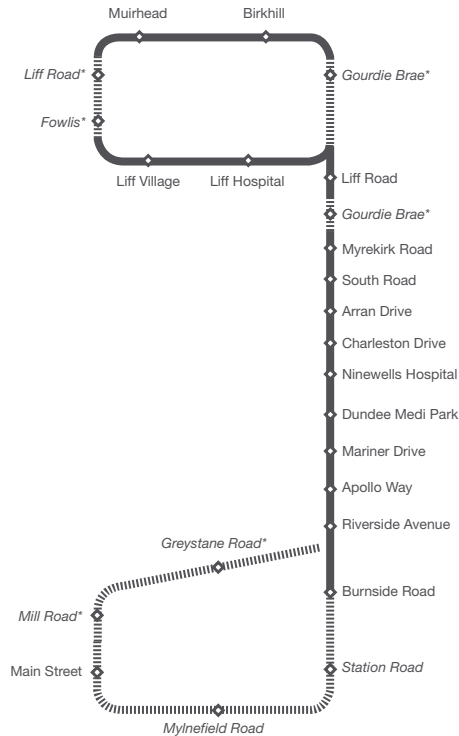 Muirhead
Birkhill
Liff Road*
Gourdie Brae*
Fowlis*
Liff Village
Liff Hospital
Liff Road
Gourdie Brae*
Myrekirk Road
South Road
Arran Drive
Charleston Drive
Ninewells Hospital
Dundee Medi Park
Mariner Drive
Apollo Way
Riverside Avenue
Greystane Road*
Burnside Road
Mill Road*
Main Street
Station Road
Mylnefield Road